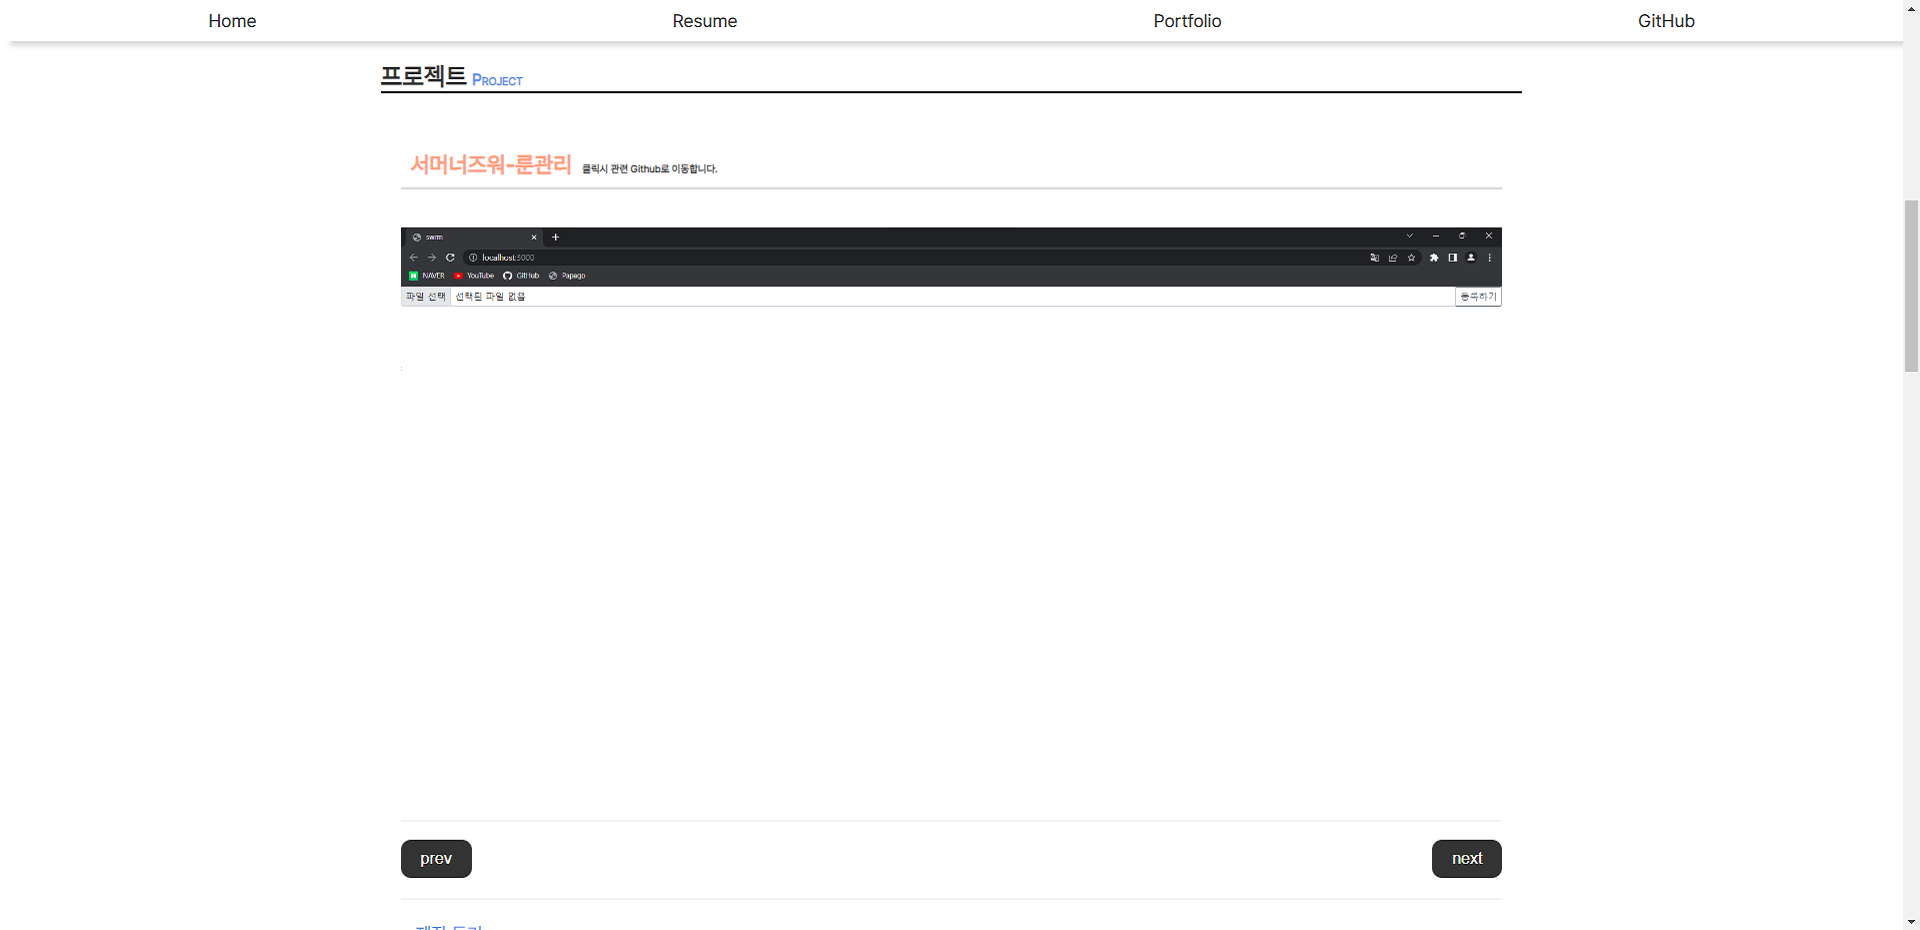 Home Resume Portfolio GitHub
프로젝트 PROJECT
서머너즈워-룬관리 클릭시 관련 Github로 이동합니다.
swrm
localhost:3000
NAVER YouTube GitHub Papago
파일 선택 선택된 파일 없음 등록하기
prev next